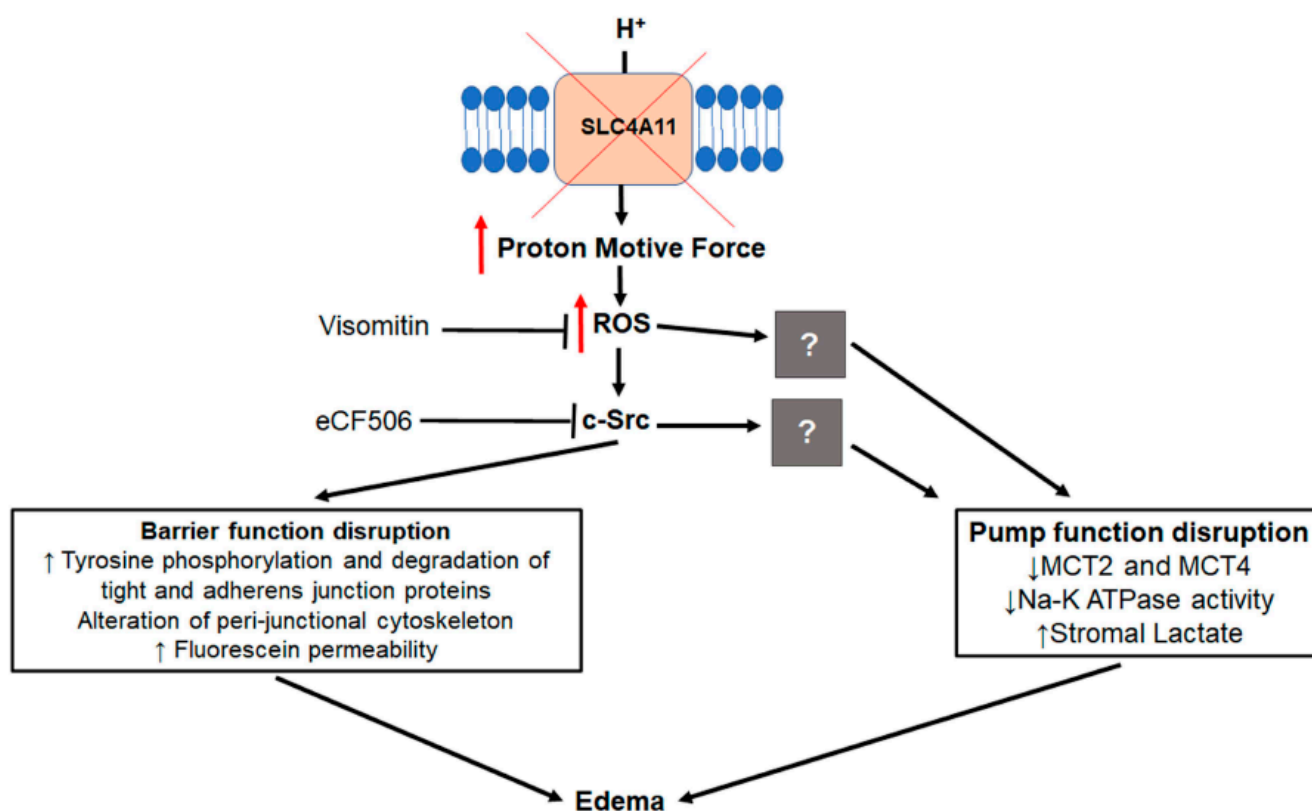 H+
SLC4A11
Proton Motive Force
Visomitin
ROS
?
eCF506
c-Src
?
Barrier function disruption
↑ Tyrosine phosphorylation and degradation of
tight and adherens junction proteins
Alteration of peri-junctional cytoskeleton
↑ Fluorescein permeability
Pump function disruption
↓MCT2 and MCT4
↓Na-K ATPase activity
↑Stromal Lactate
Edema